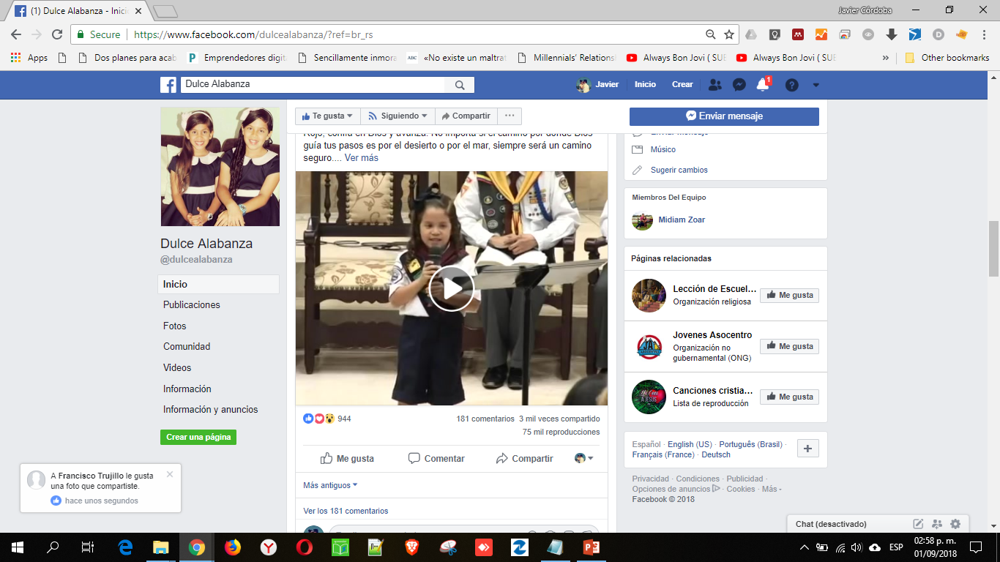 (1) Dulce Alabanza - Inici
Javier Córdoba
Secure
https://www.facebook.com/dulcealabanza/?ref=br_rs
Apps
Dos planes para acab
Emprendedores digit
Sencillamente inmora
ABC
«No existe un maltrat
Millennials' Relations
Always Bon Jovi ( SUB
Always Bon Jovi ( SUB
»
Other bookmarks
Dulce Alabanza
Javier
Inicio
Crear
1
Te gusta
Siguiendo
Compartir
Enviar mensaje
Rojo, confía en Dios y avanza. No importa si el camino por donde Dios
guía tus pasos es por el desierto o por el mar, siempre será un camino
seguro.... Ver más
Dulce Alabanza
@dulcealabanza
Inicio
Publicaciones
Fotos
Comunidad
Videos
Información
Información y anuncios
Crear una página
A Francisco Trujillo le gusta
una foto que compartiste.
hace unos segundos
944
181 comentarios 3 mil veces compartido
75 mil reproducciones
Me gusta
Comentar
Compartir
Más antiguos
Ver los 181 comentarios
Enviar mensaje
Músico
Sugerir cambios
Miembros Del Equipo
Midiam Zoar
Páginas relacionadas
Lección de Escuel...
Organización religiosa
Me gusta
Jovenes Asocentro
Organización no
gubernamental (ONG)
Me gusta
Canciones cristia...
Lista de reproducción
Me gusta
Español · English (US) · Português (Brasil) ·
Français (France) · Deutsch
Privacidad · Condiciones · Publicidad ·
Opciones de anuncios · Cookies · Más
Facebook © 2018
Chat (desactivado)
ESP
02:58 p. m.
01/09/2018